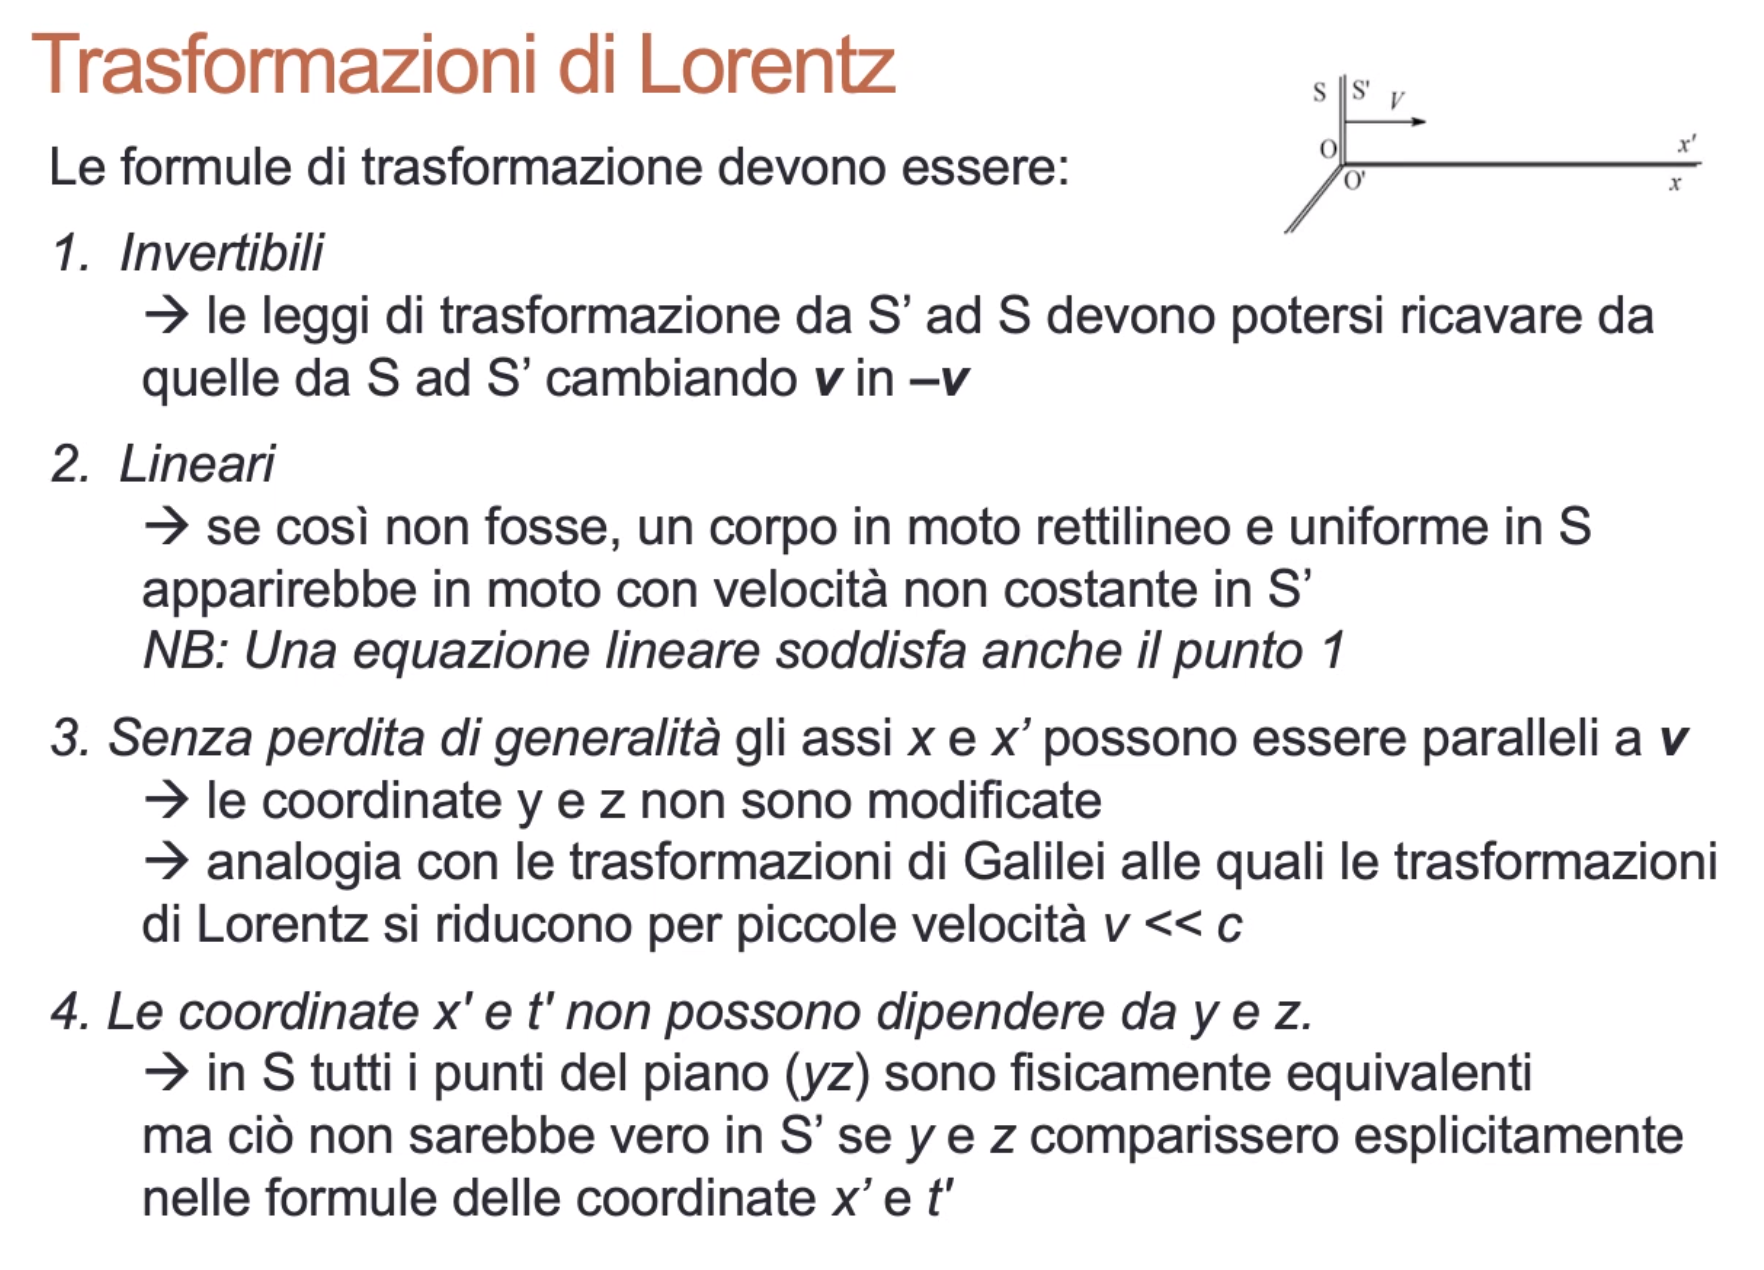 Trasformazioni di Lorentz
S S' V
O
O'
x'
x
Le formule di trasformazione devono essere:
1. Invertibili
→ le leggi di trasformazione da S’ ad S devono potersi ricavare da
quelle da S ad S’ cambiando v in –v
2. Lineari
→ se così non fosse, un corpo in moto rettilineo e uniforme in S
apparirebbe in moto con velocità non costante in S’
NB: Una equazione lineare soddisfa anche il punto 1
3. Senza perdita di generalità gli assi x e x’ possono essere paralleli a v
→ le coordinate y e z non sono modificate
→ analogia con le trasformazioni di Galilei alle quali le trasformazioni
di Lorentz si riducono per piccole velocità v << c
4. Le coordinate x' e t' non possono dipendere da y e z.
→ in S tutti i punti del piano (yz) sono fisicamente equivalenti
ma ciò non sarebbe vero in S’ se y e z comparissero esplicitamente
nelle formule delle coordinate x’ e t'